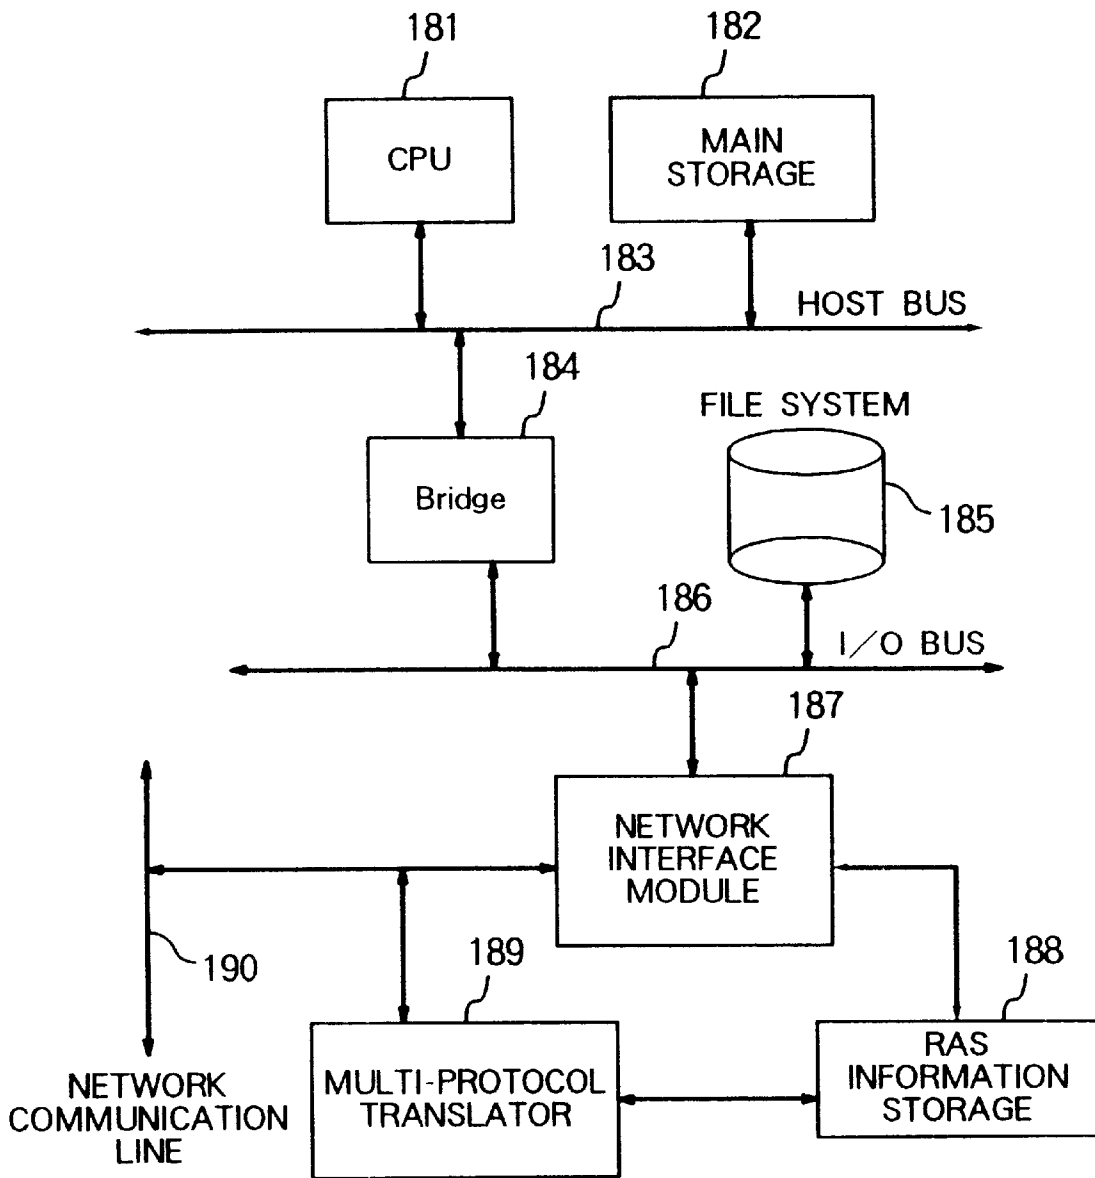 181
182
CPU
MAIN
STORAGE
183
HOST BUS
184
FILE SYSTEM
Bridge
185
186
I/O BUS
187
NETWORK
INTERFACE
MODULE
190
189
188
NETWORK
COMMUNICATION
LINE
MULTI-PROTOCOL
TRANSLATOR
RAS
INFORMATION
STORAGE